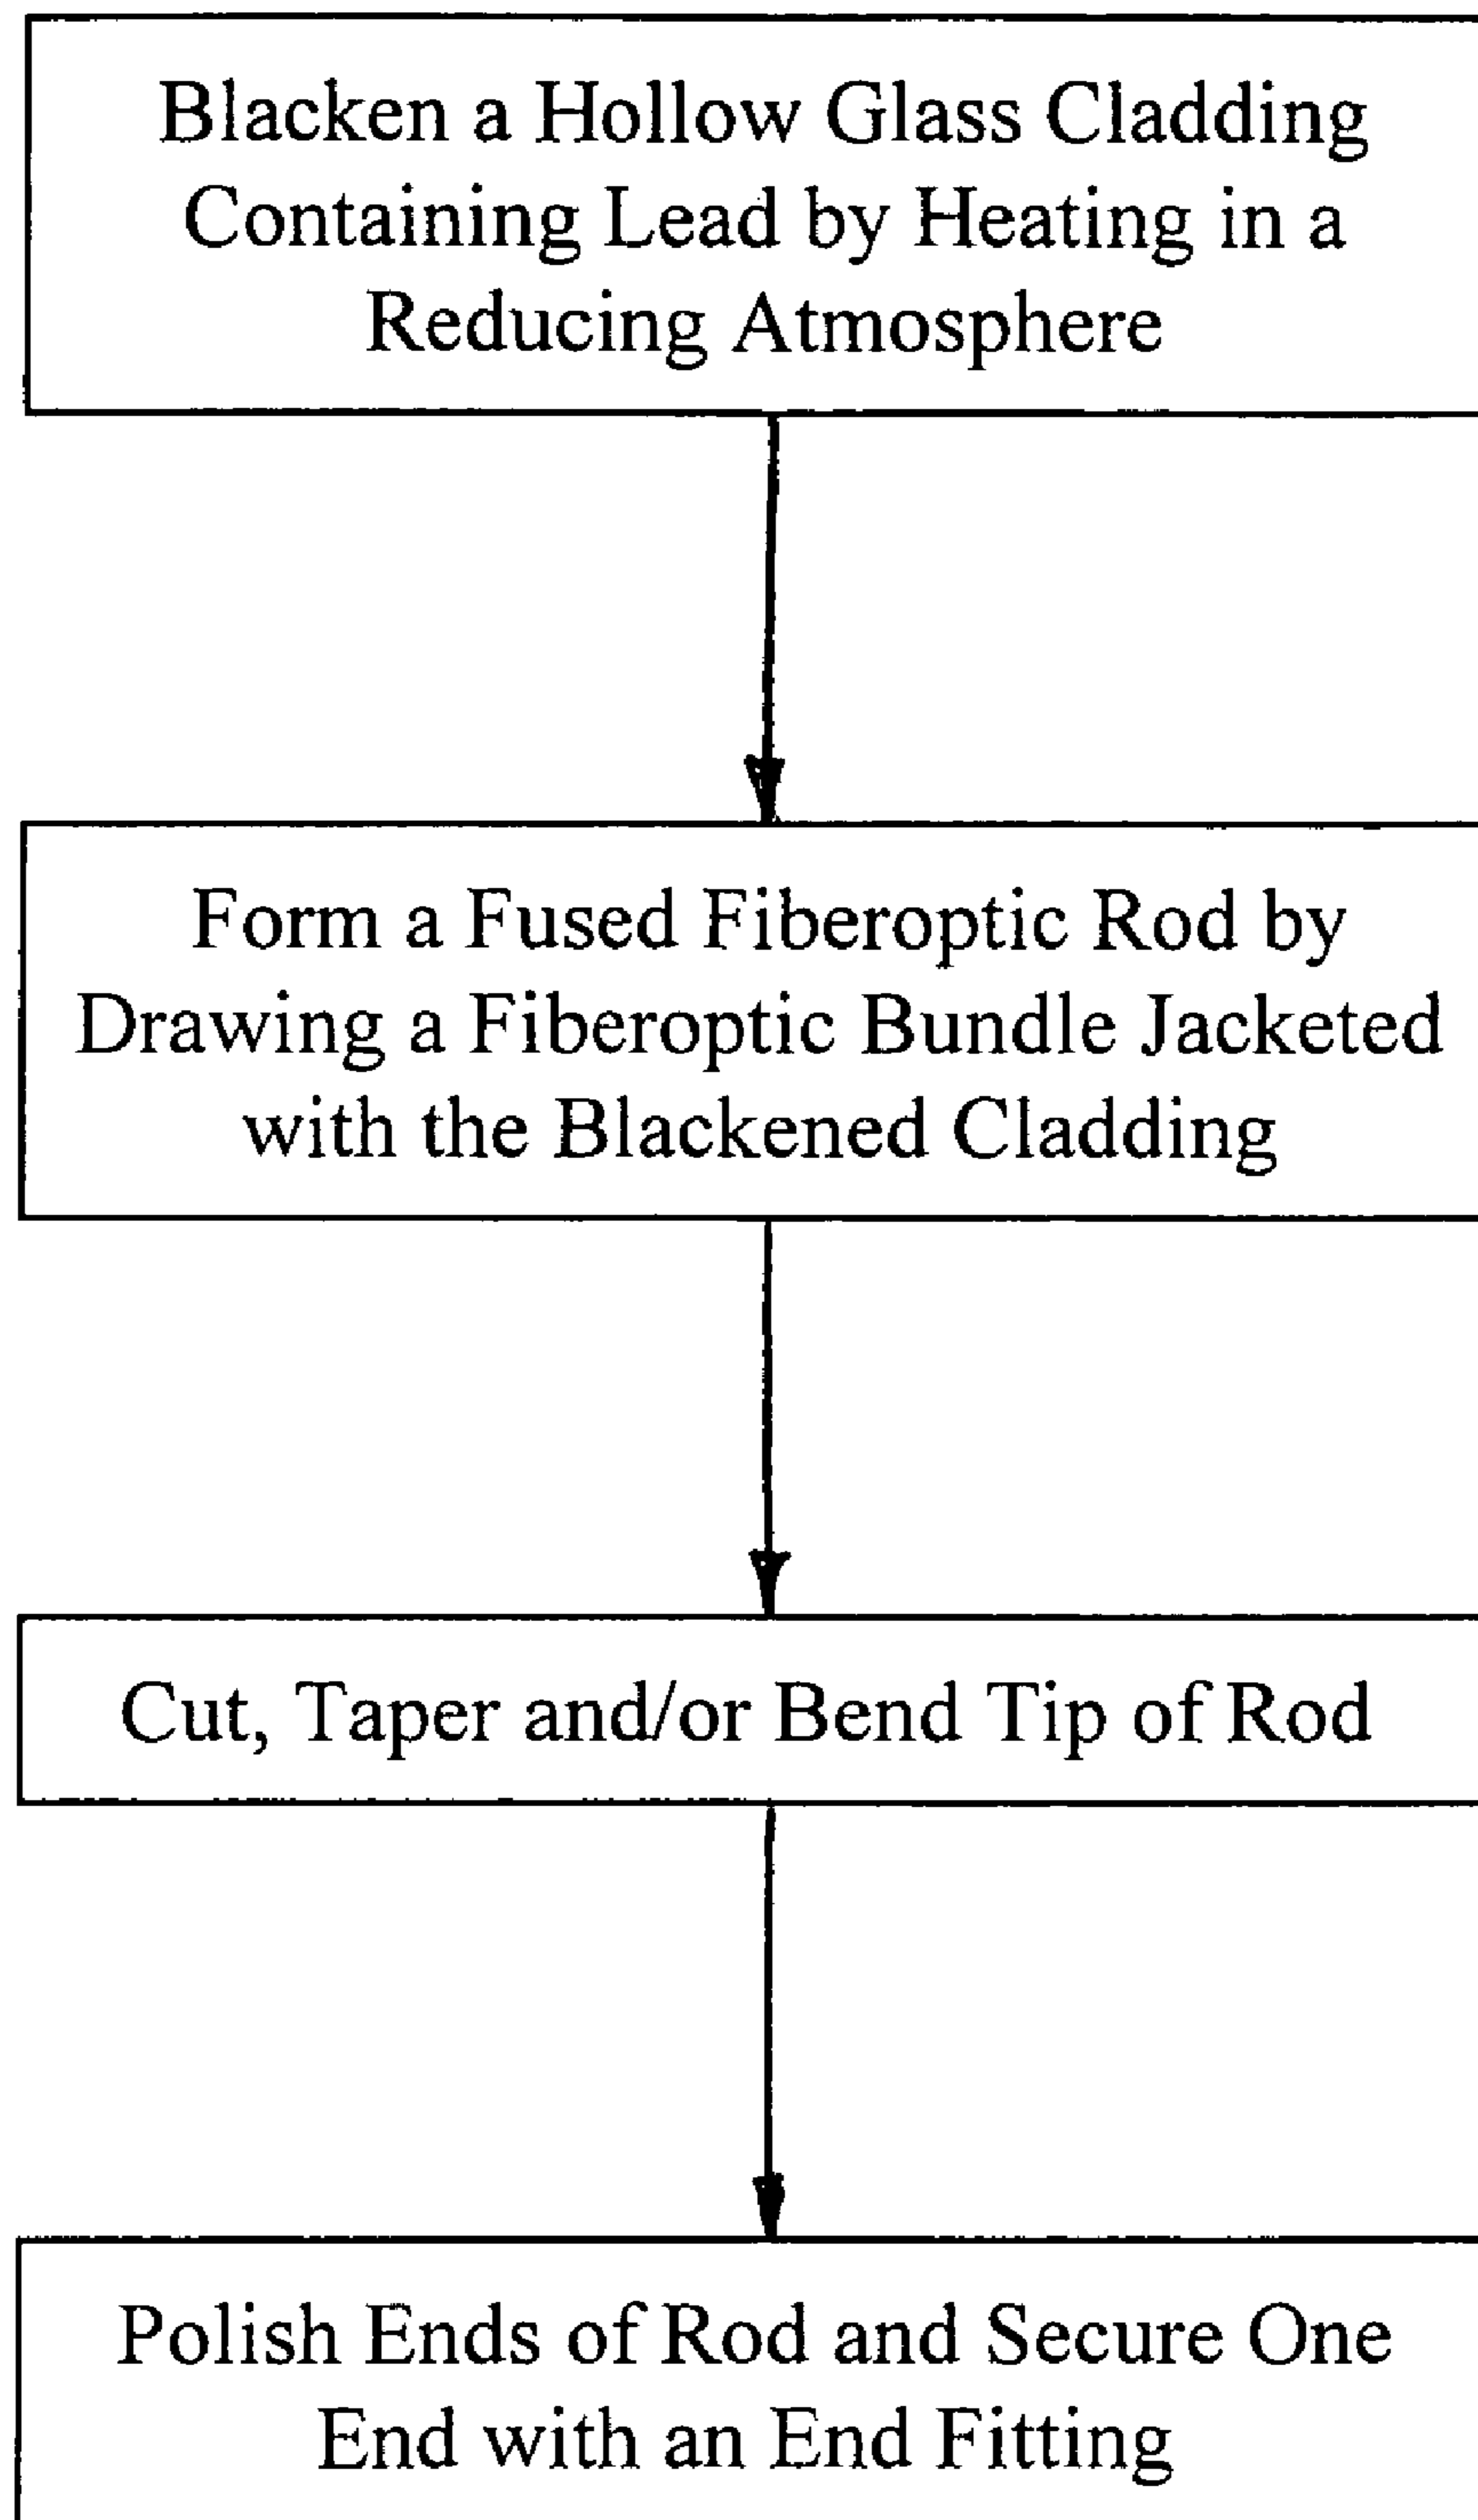 Blacken a Hollow Glass Cladding
Containing Lead by Heating in a
Reducing Atmosphere
Form a Fused Fiberoptic Rod by
Drawing a Fiberoptic Bundle Jacketed
with the Blackened Cladding
Cut, Taper and/or Bend Tip of Rod
Polish Ends of Rod and Secure One
End with an End Fitting